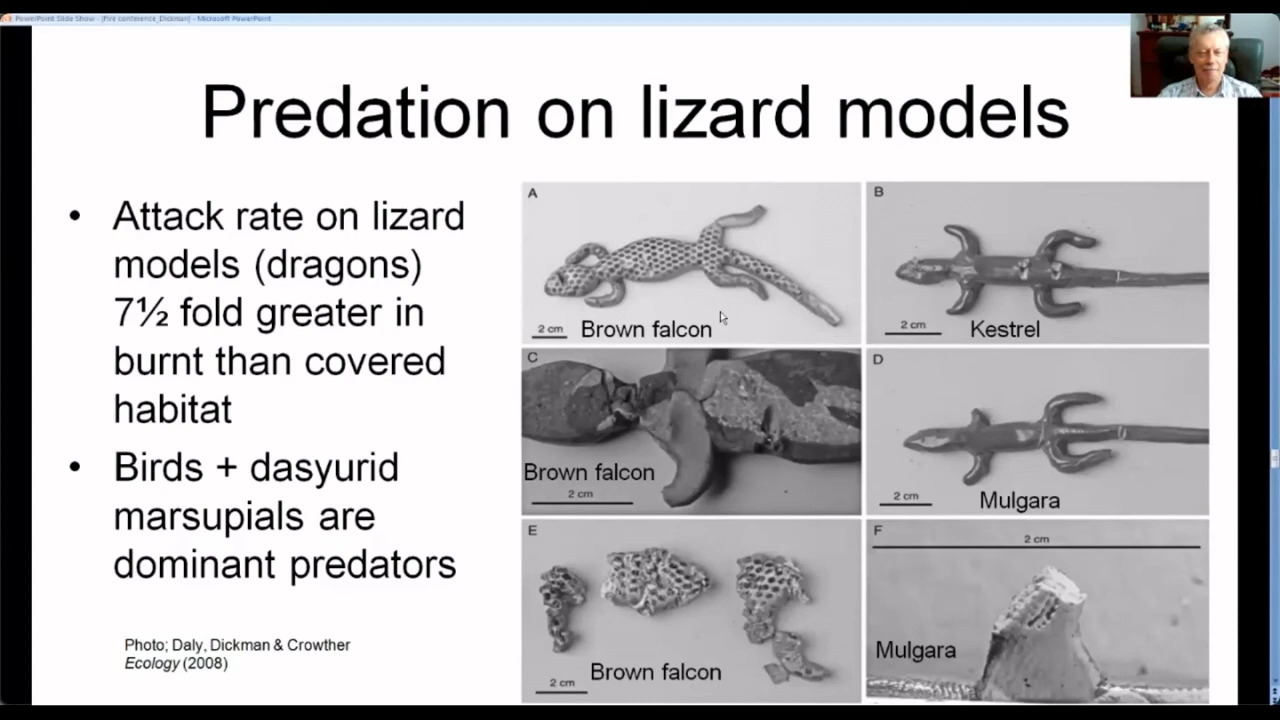 PowerPoint Slide Show - [Fire conference_Dickman] - Microsoft PowerPoint
Predation on lizard models
• Attack rate on lizard
models (dragons)
7½ fold greater in
burnt than covered
habitat
• Birds + dasyurid
marsupials are
dominant predators
Photo; Daly, Dickman & Crowther
Ecology (2008)
A
2 cm
Brown falcon
B
2 cm
Kestrel
C
Brown falcon
2 cm
D
2 cm
Mulgara
E
2 cm
Brown falcon
F
2 cm
Mulgara